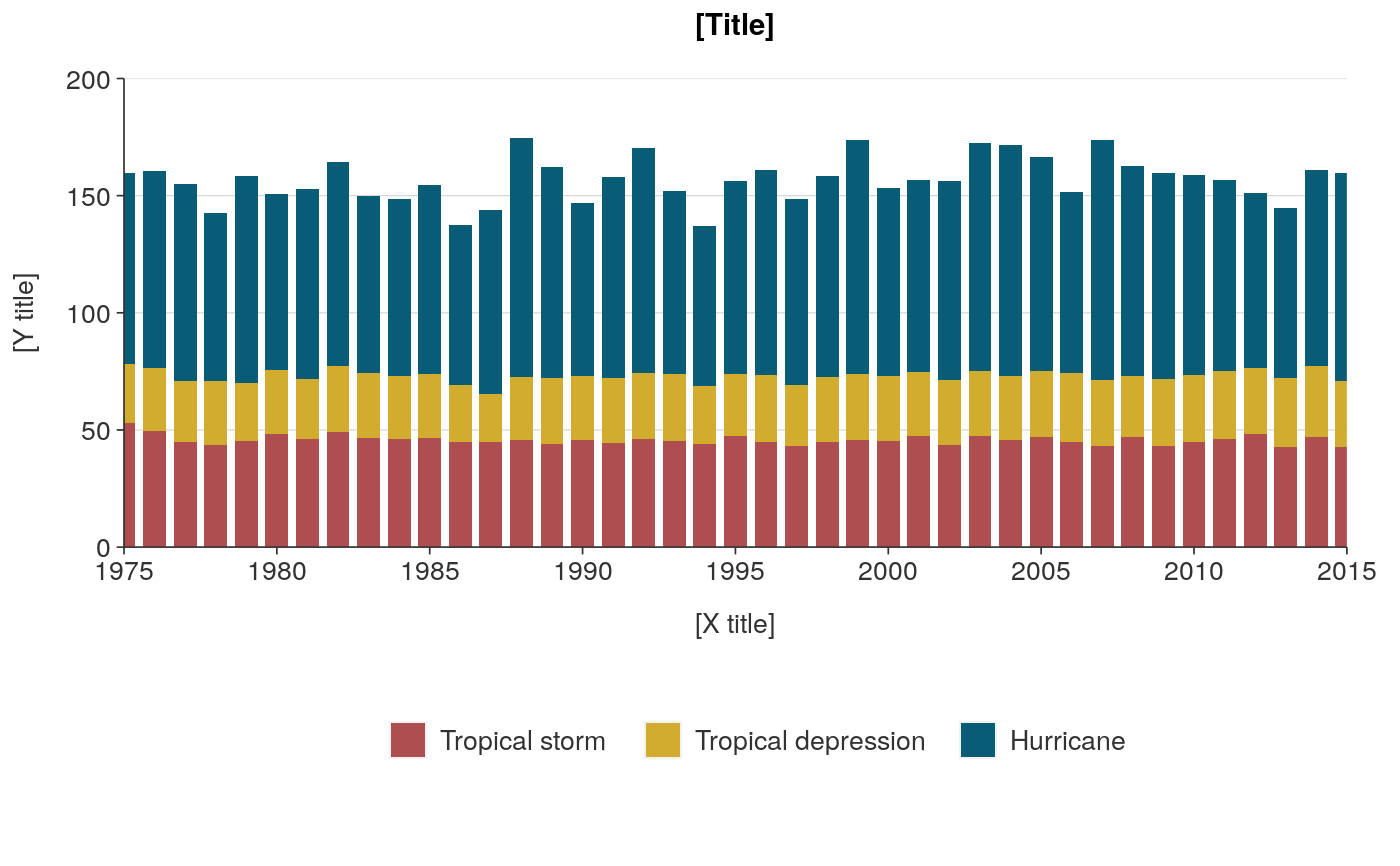 [Title]
200
150
100
50
0
[Y title]
1975 1980 1985 1990 1995 2000 2005 2010 2015
[X title]
Tropical storm Tropical depression Hurricane